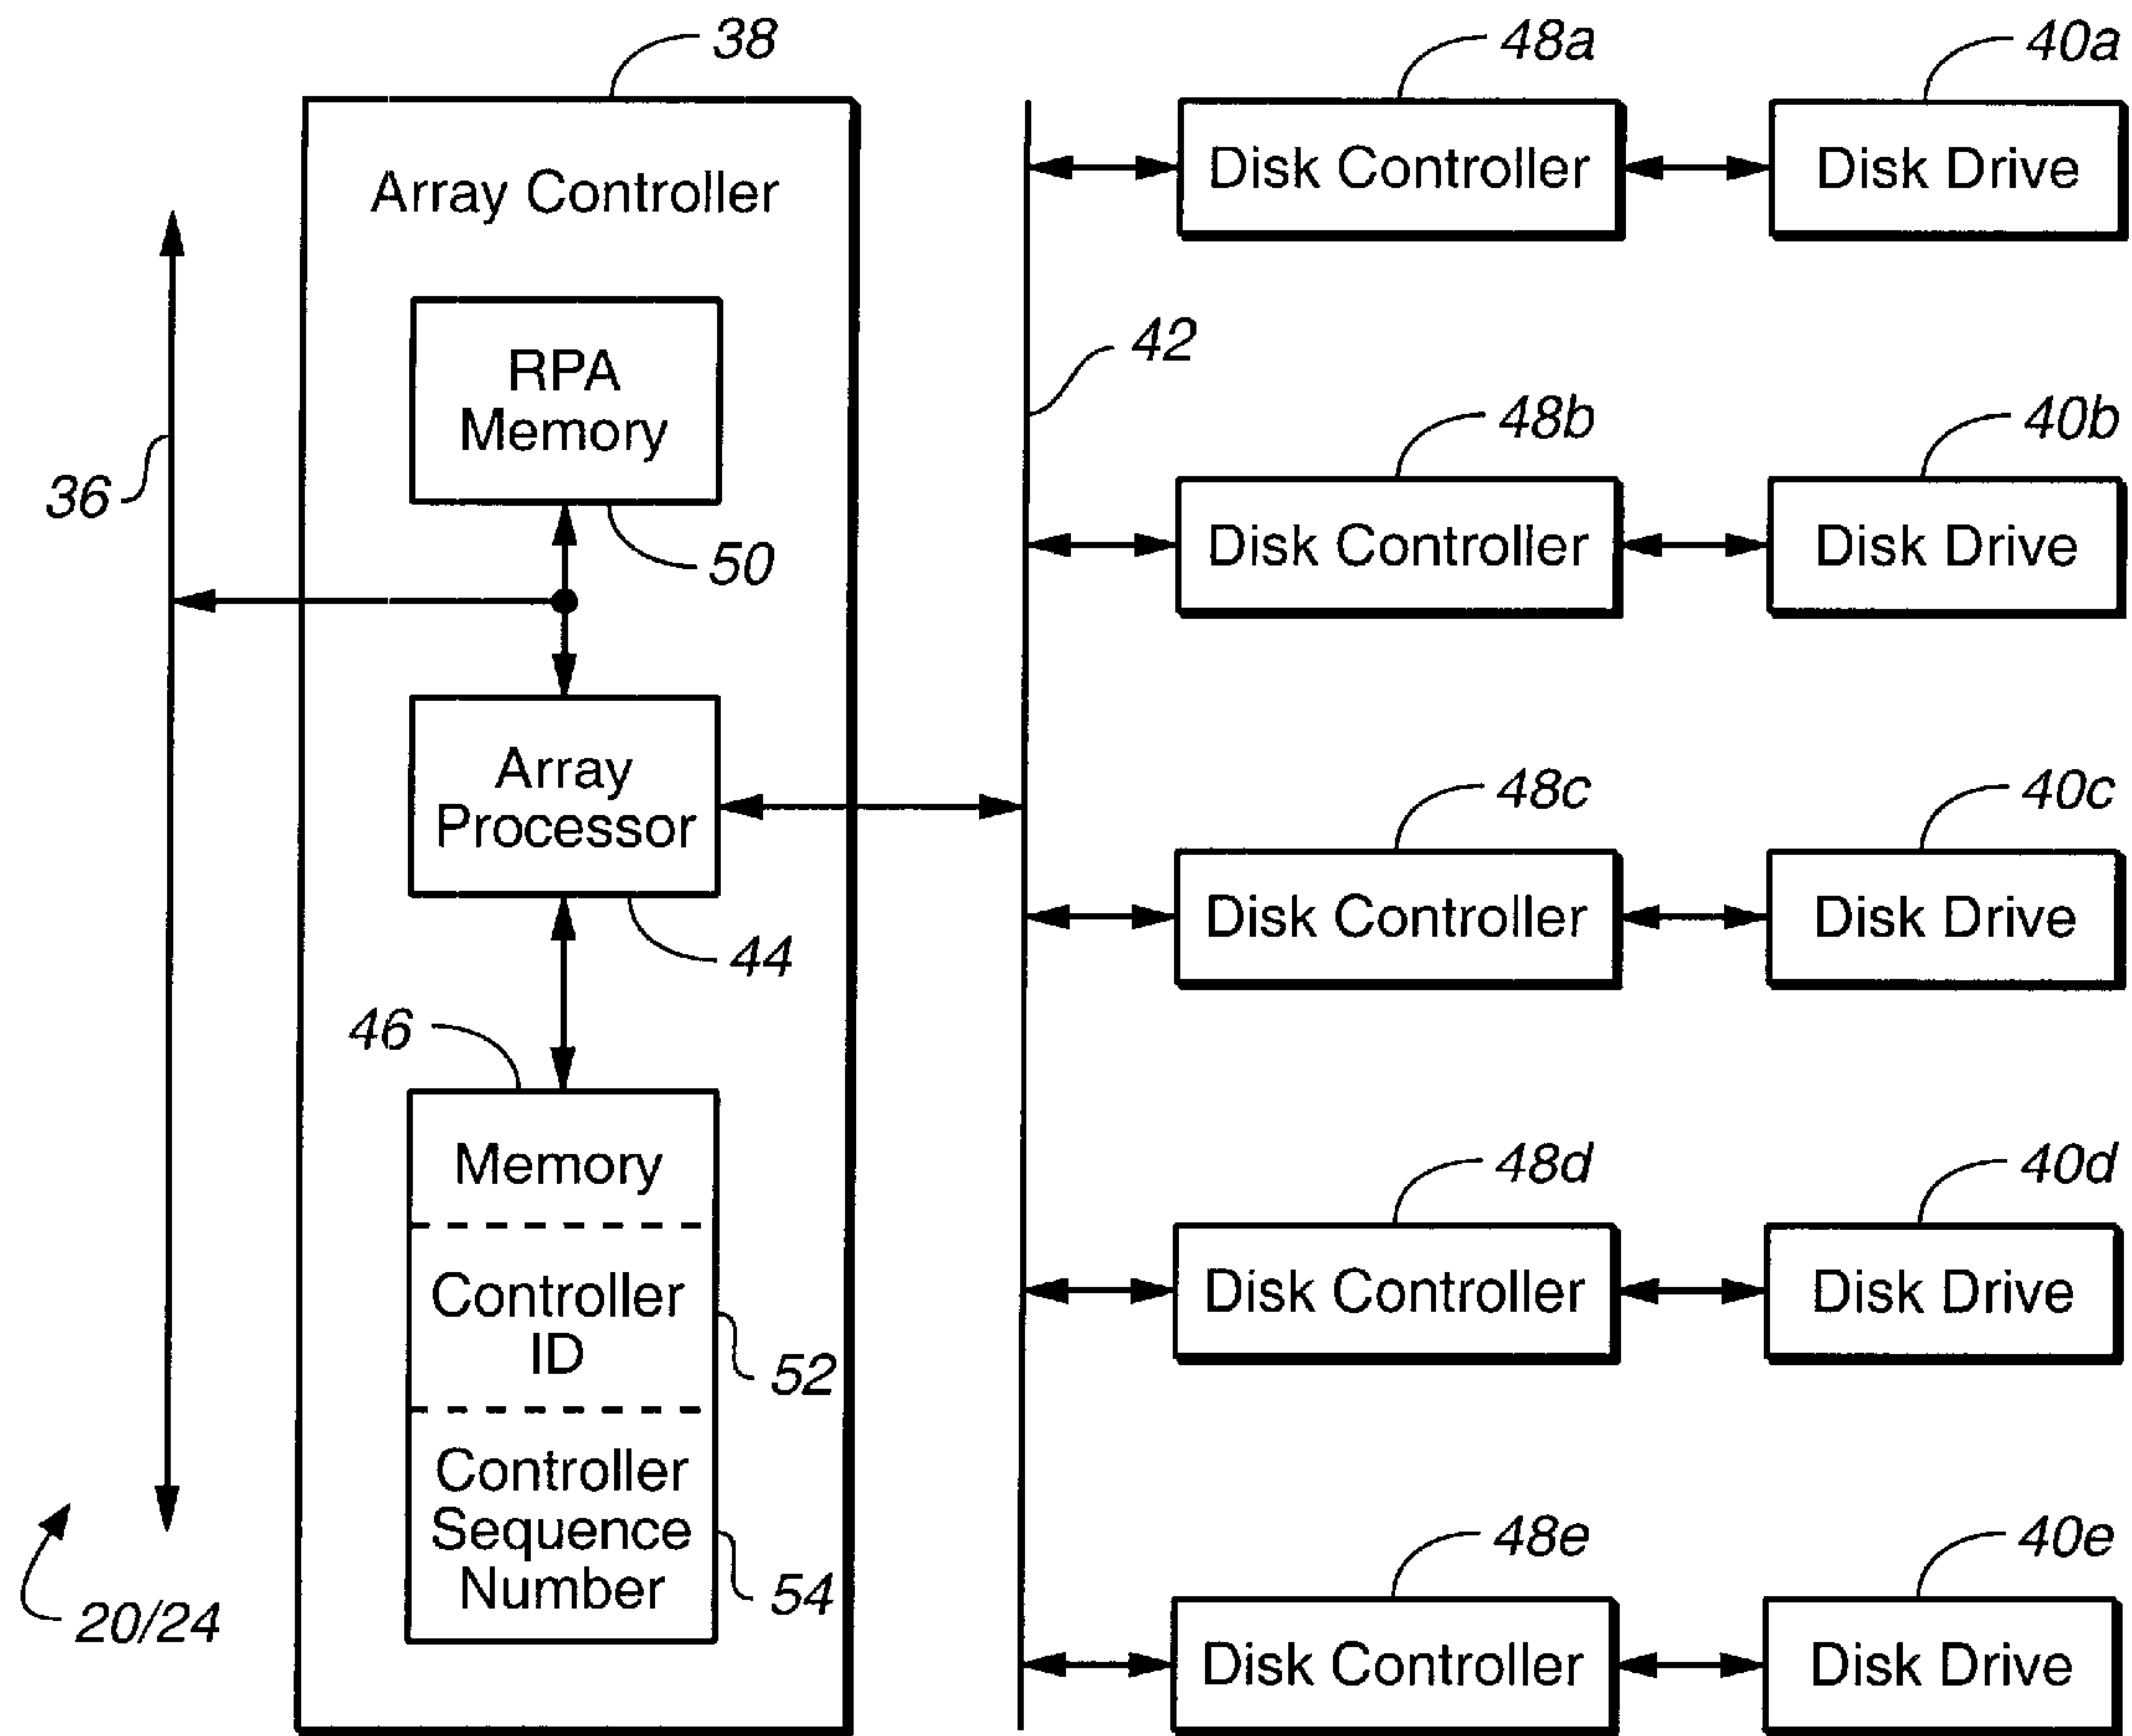 38
48a
40a
Array Controller
Disk Controller
Disk Drive
RPA
Memory
42
36
50
48b
40b
Disk Controller
Disk Drive
Array
Processor
44
48c
40c
Disk Controller
Disk Drive
46
Memory
Controller
ID
52
48d
40d
Disk Controller
Disk Drive
Controller
Sequence
Number
54
20/24
48e
40e
Disk Controller
Disk Drive